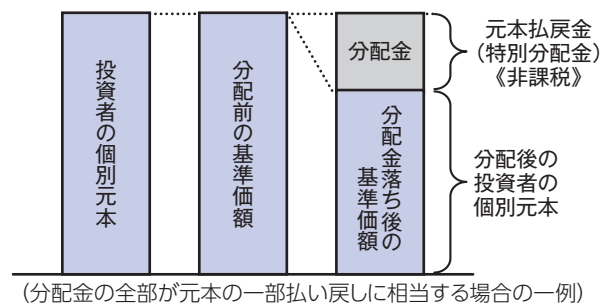 投資者の個別元本
分配前の基準価額
分配金
分配金落ち後の
基準価額
元本払戻金
(特別分配金)
《非課税》
分配後の
投資者の
個別元本
(分配金の全部が元本の一部払い戻しに相当する場合の一例)